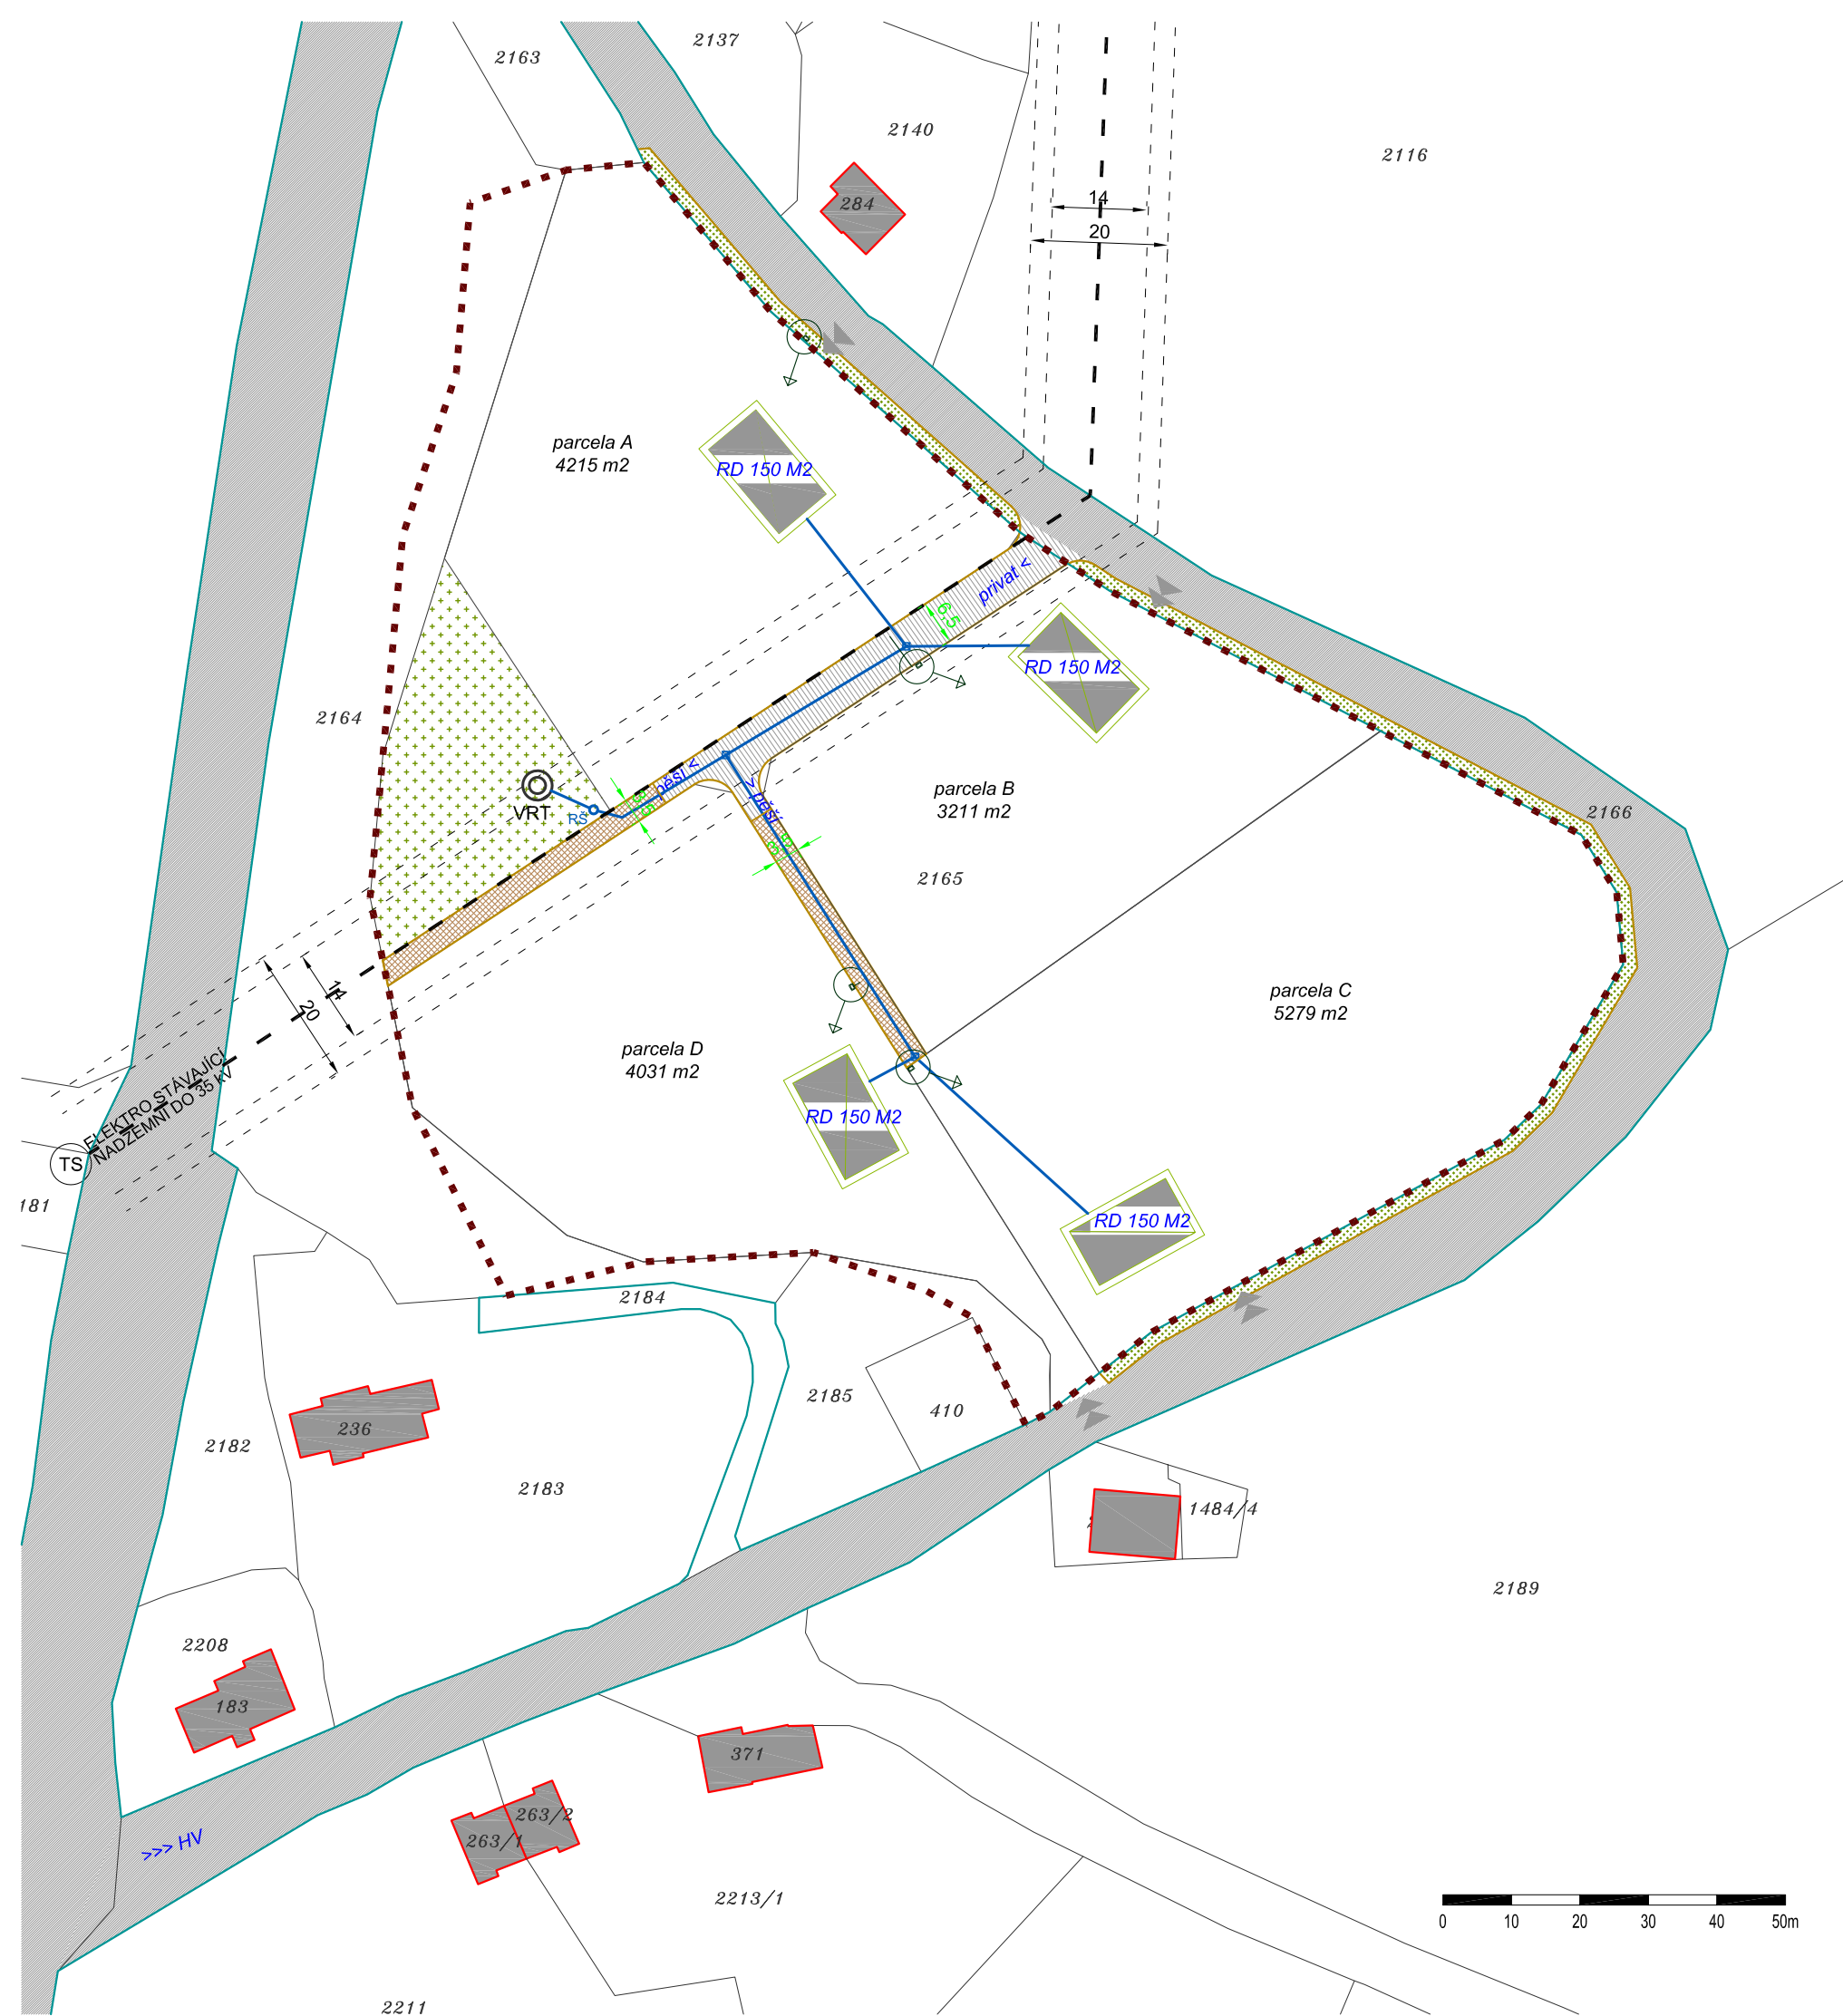 2163
2137
2140
2116
284
14
20
parcela A
4215 m2
RD 150 M2
privat <
6.5
RD 150 M2
2164
pěší <
> pěší
VRT
RŠ
parcela B
3211 m2
2166
2165
14
20
parcela C
5279 m2
parcela D
4031 m2
ELEKTRO STÁVAJÍCÍ
NADZEMNÍ DO 35 kV
TS
RD 150 M2
181
RD 150 M2
2184
2185
410
236
2182
2183
1484/4
2189
2208
183
371
263/2
263/1
>>> HV
2213/1
0 10 20 30 40 50m
2211